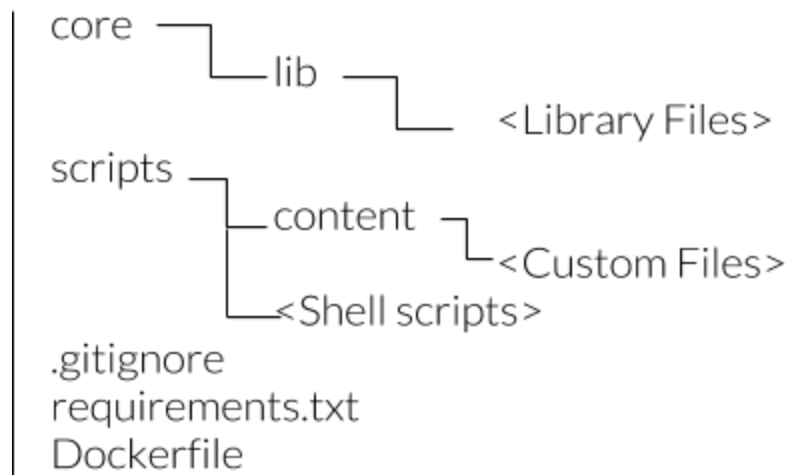 core
lib
<Library Files>
scripts
content
<Custom Files>
<Shell scripts>
.gitignore
requirements.txt
Dockerfile